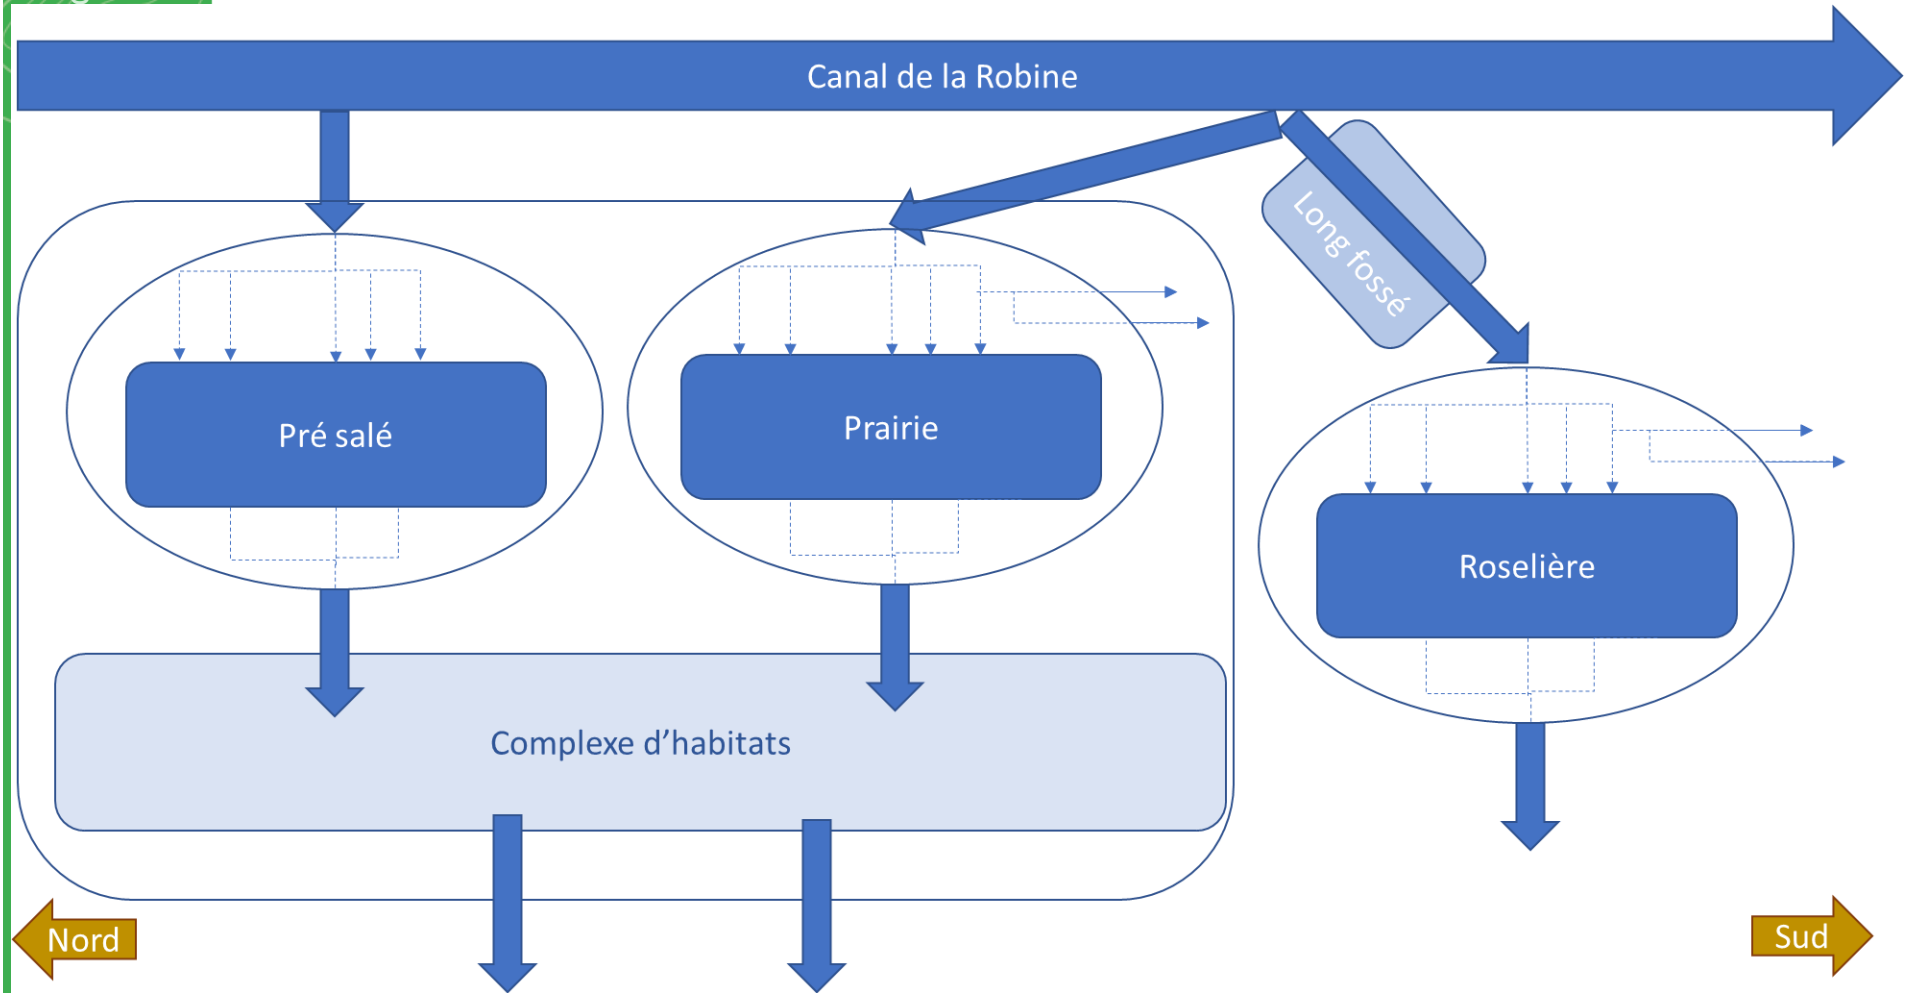 Canal de la Robine
Long fossé
Pré salé
Prairie
Roselière
Complexe d’habitats
Nord
Sud